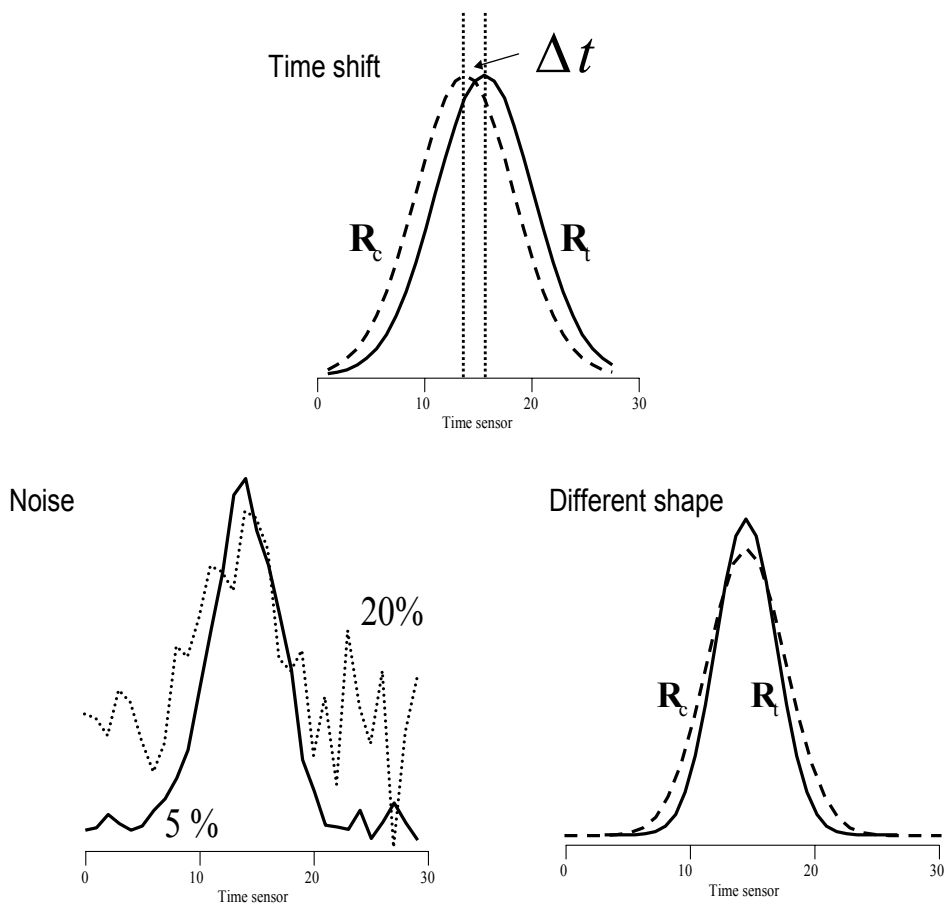 Time shift
Δt
R_c
R_t
0 10 20 30
Time sensor
Noise
20%
5 %
0 10 20 30
Time sensor
Different shape
R_c
R_t
0 10 20 30
Time sensor